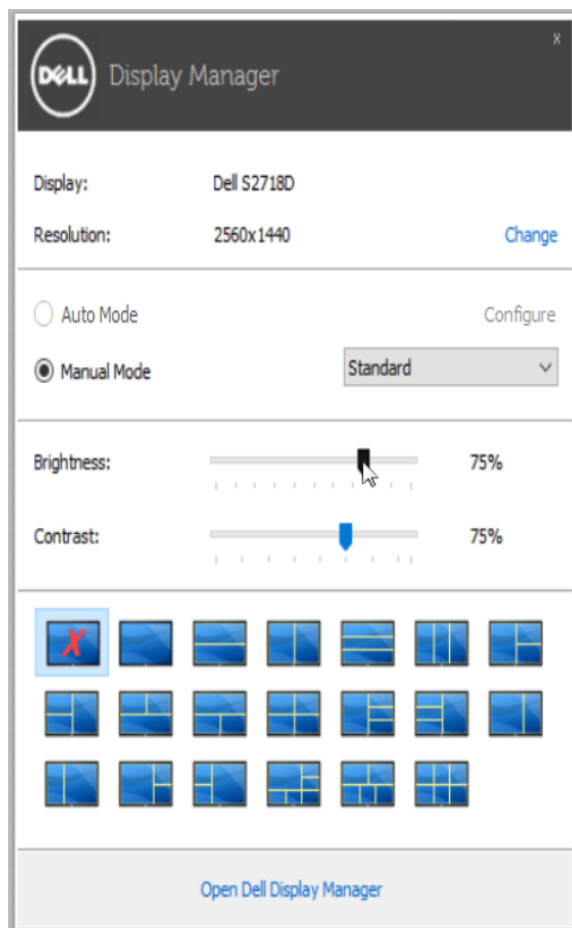 X
DELL Display Manager
Display: Dell S2718D
Resolution: 2560x1440 Change
Auto Mode Configure
Manual Mode Standard
Brightness: 75%
Contrast: 75%
X
Open Dell Display Manager